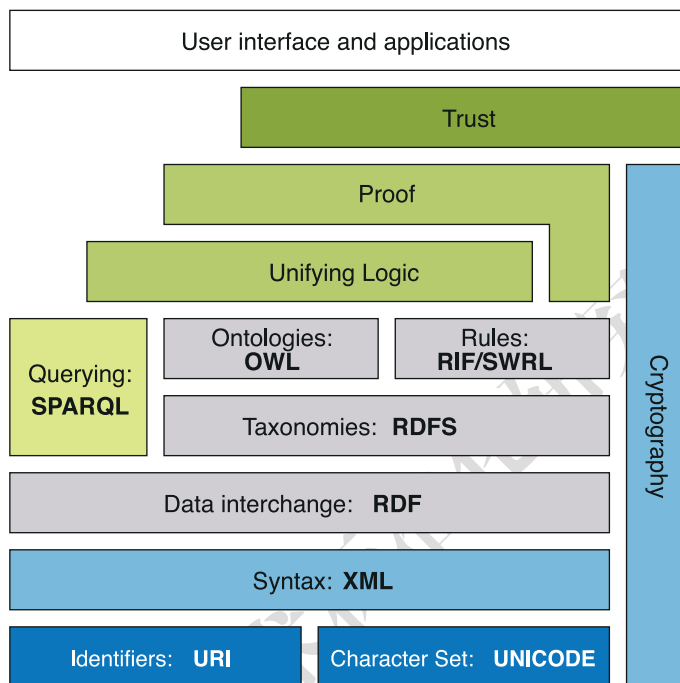 User interface and applications
Trust
Proof
Unifying Logic
Querying:
SPARQL
Ontologies:
OWL
Rules:
RIF/SWRL
Taxonomies: RDFS
Data interchange: RDF
Syntax: XML
Identifiers: URI
Character Set: UNICODE
Cryptography